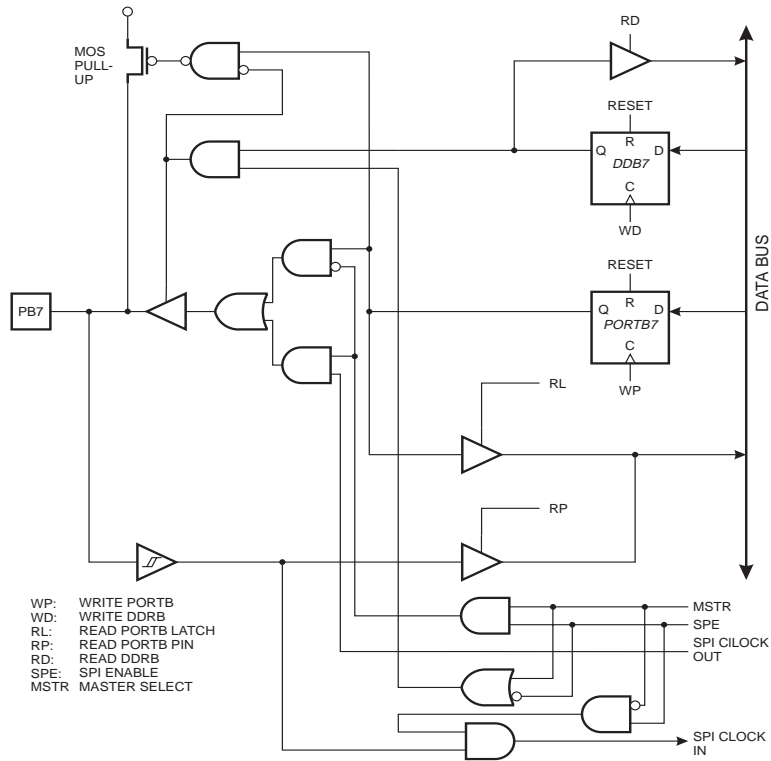 RD
MOS
PULL-
UP
RESET
R
Q
D
DDB7
C
WD
RESET
R
Q
D
PORTB7
C
WP
DATA BUS
PB7
RL
RP
WP: WRITE PORTB
WD: WRITE DDRB
RL: READ PORTB LATCH
RP: READ PORTB PIN
RD: READ DDRB
SPE: SPI ENABLE
MSTR MASTER SELECT
MSTR
SPE
SPI CILOCK
OUT
SPI CLOCK
IN